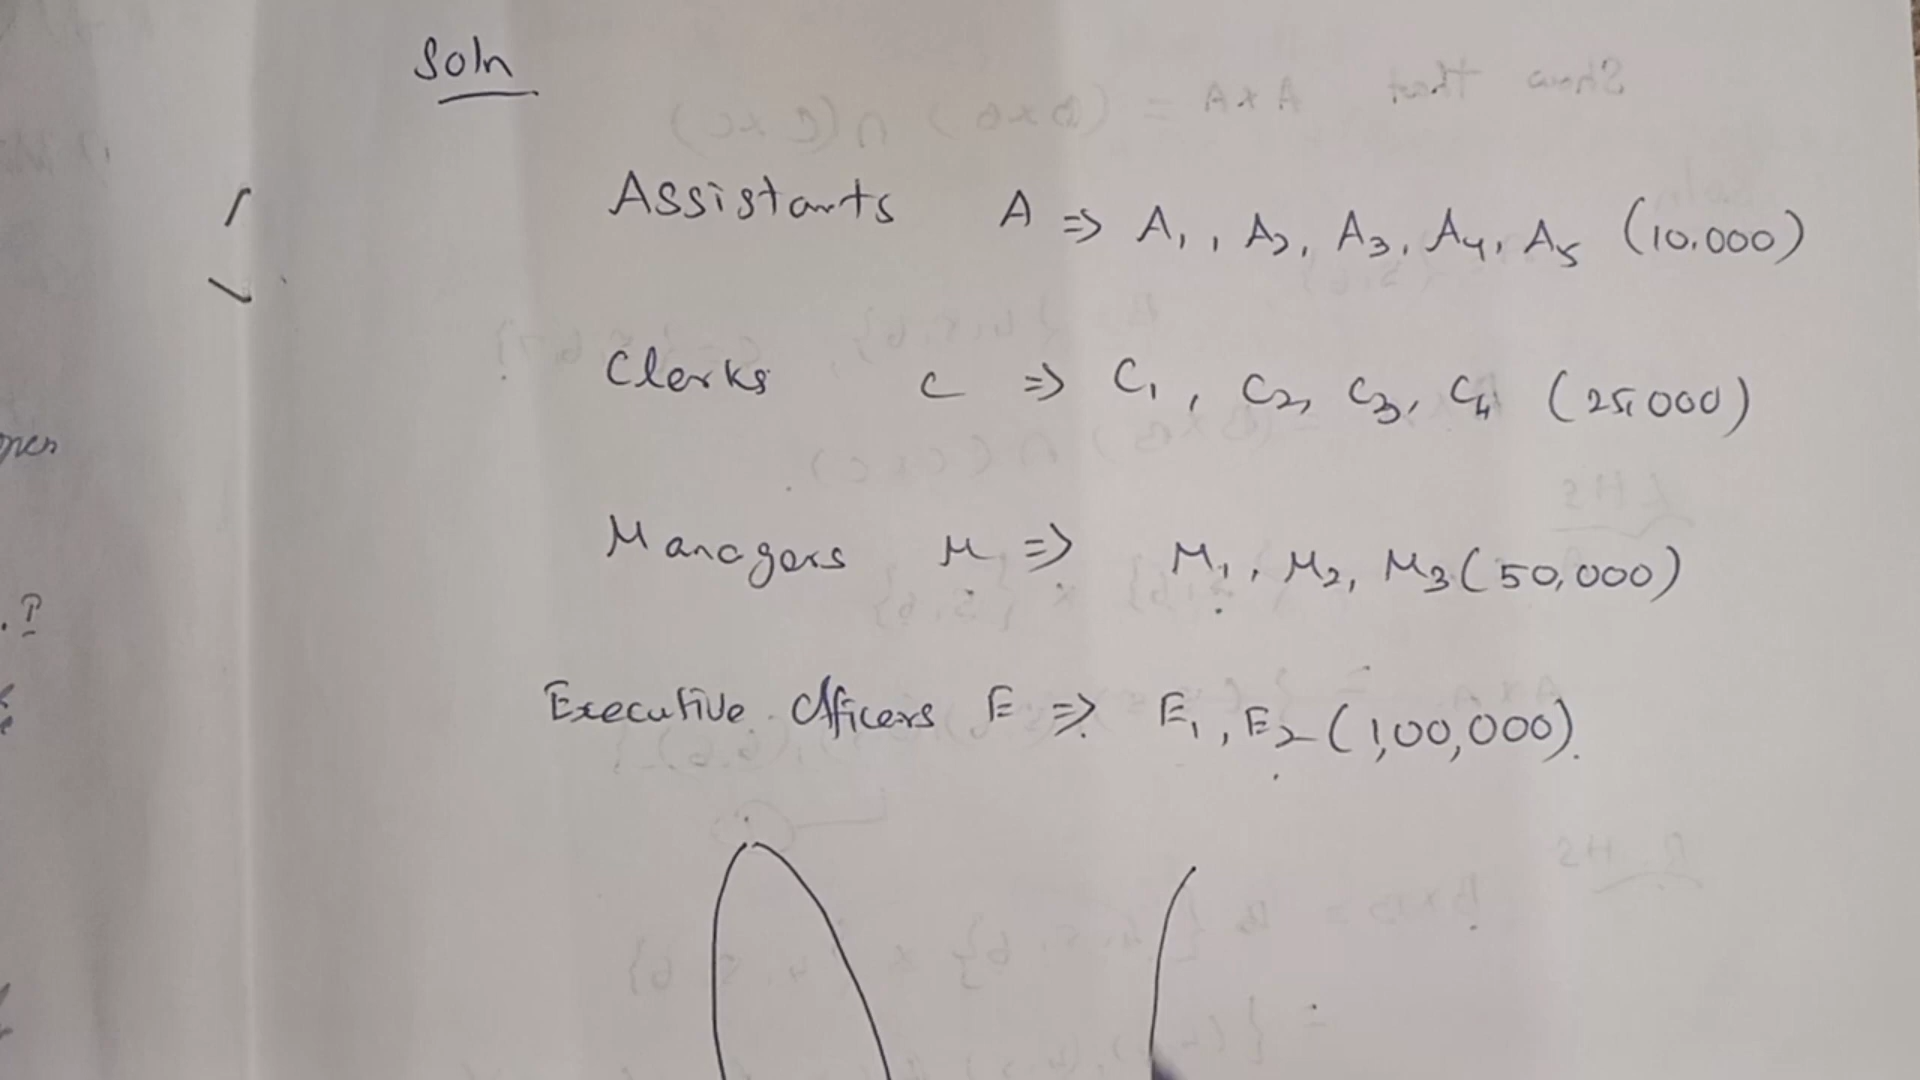 Soln
Assistants A ⇒ A1, A2, A3, A4, A5 (10,000)
Clerks C ⇒ C1, C2, C3, C4 (25,000)
Managers M ⇒ M1, M2, M3 (50,000)
Executive Officers E ⇒ E1, E2 (1,00,000).